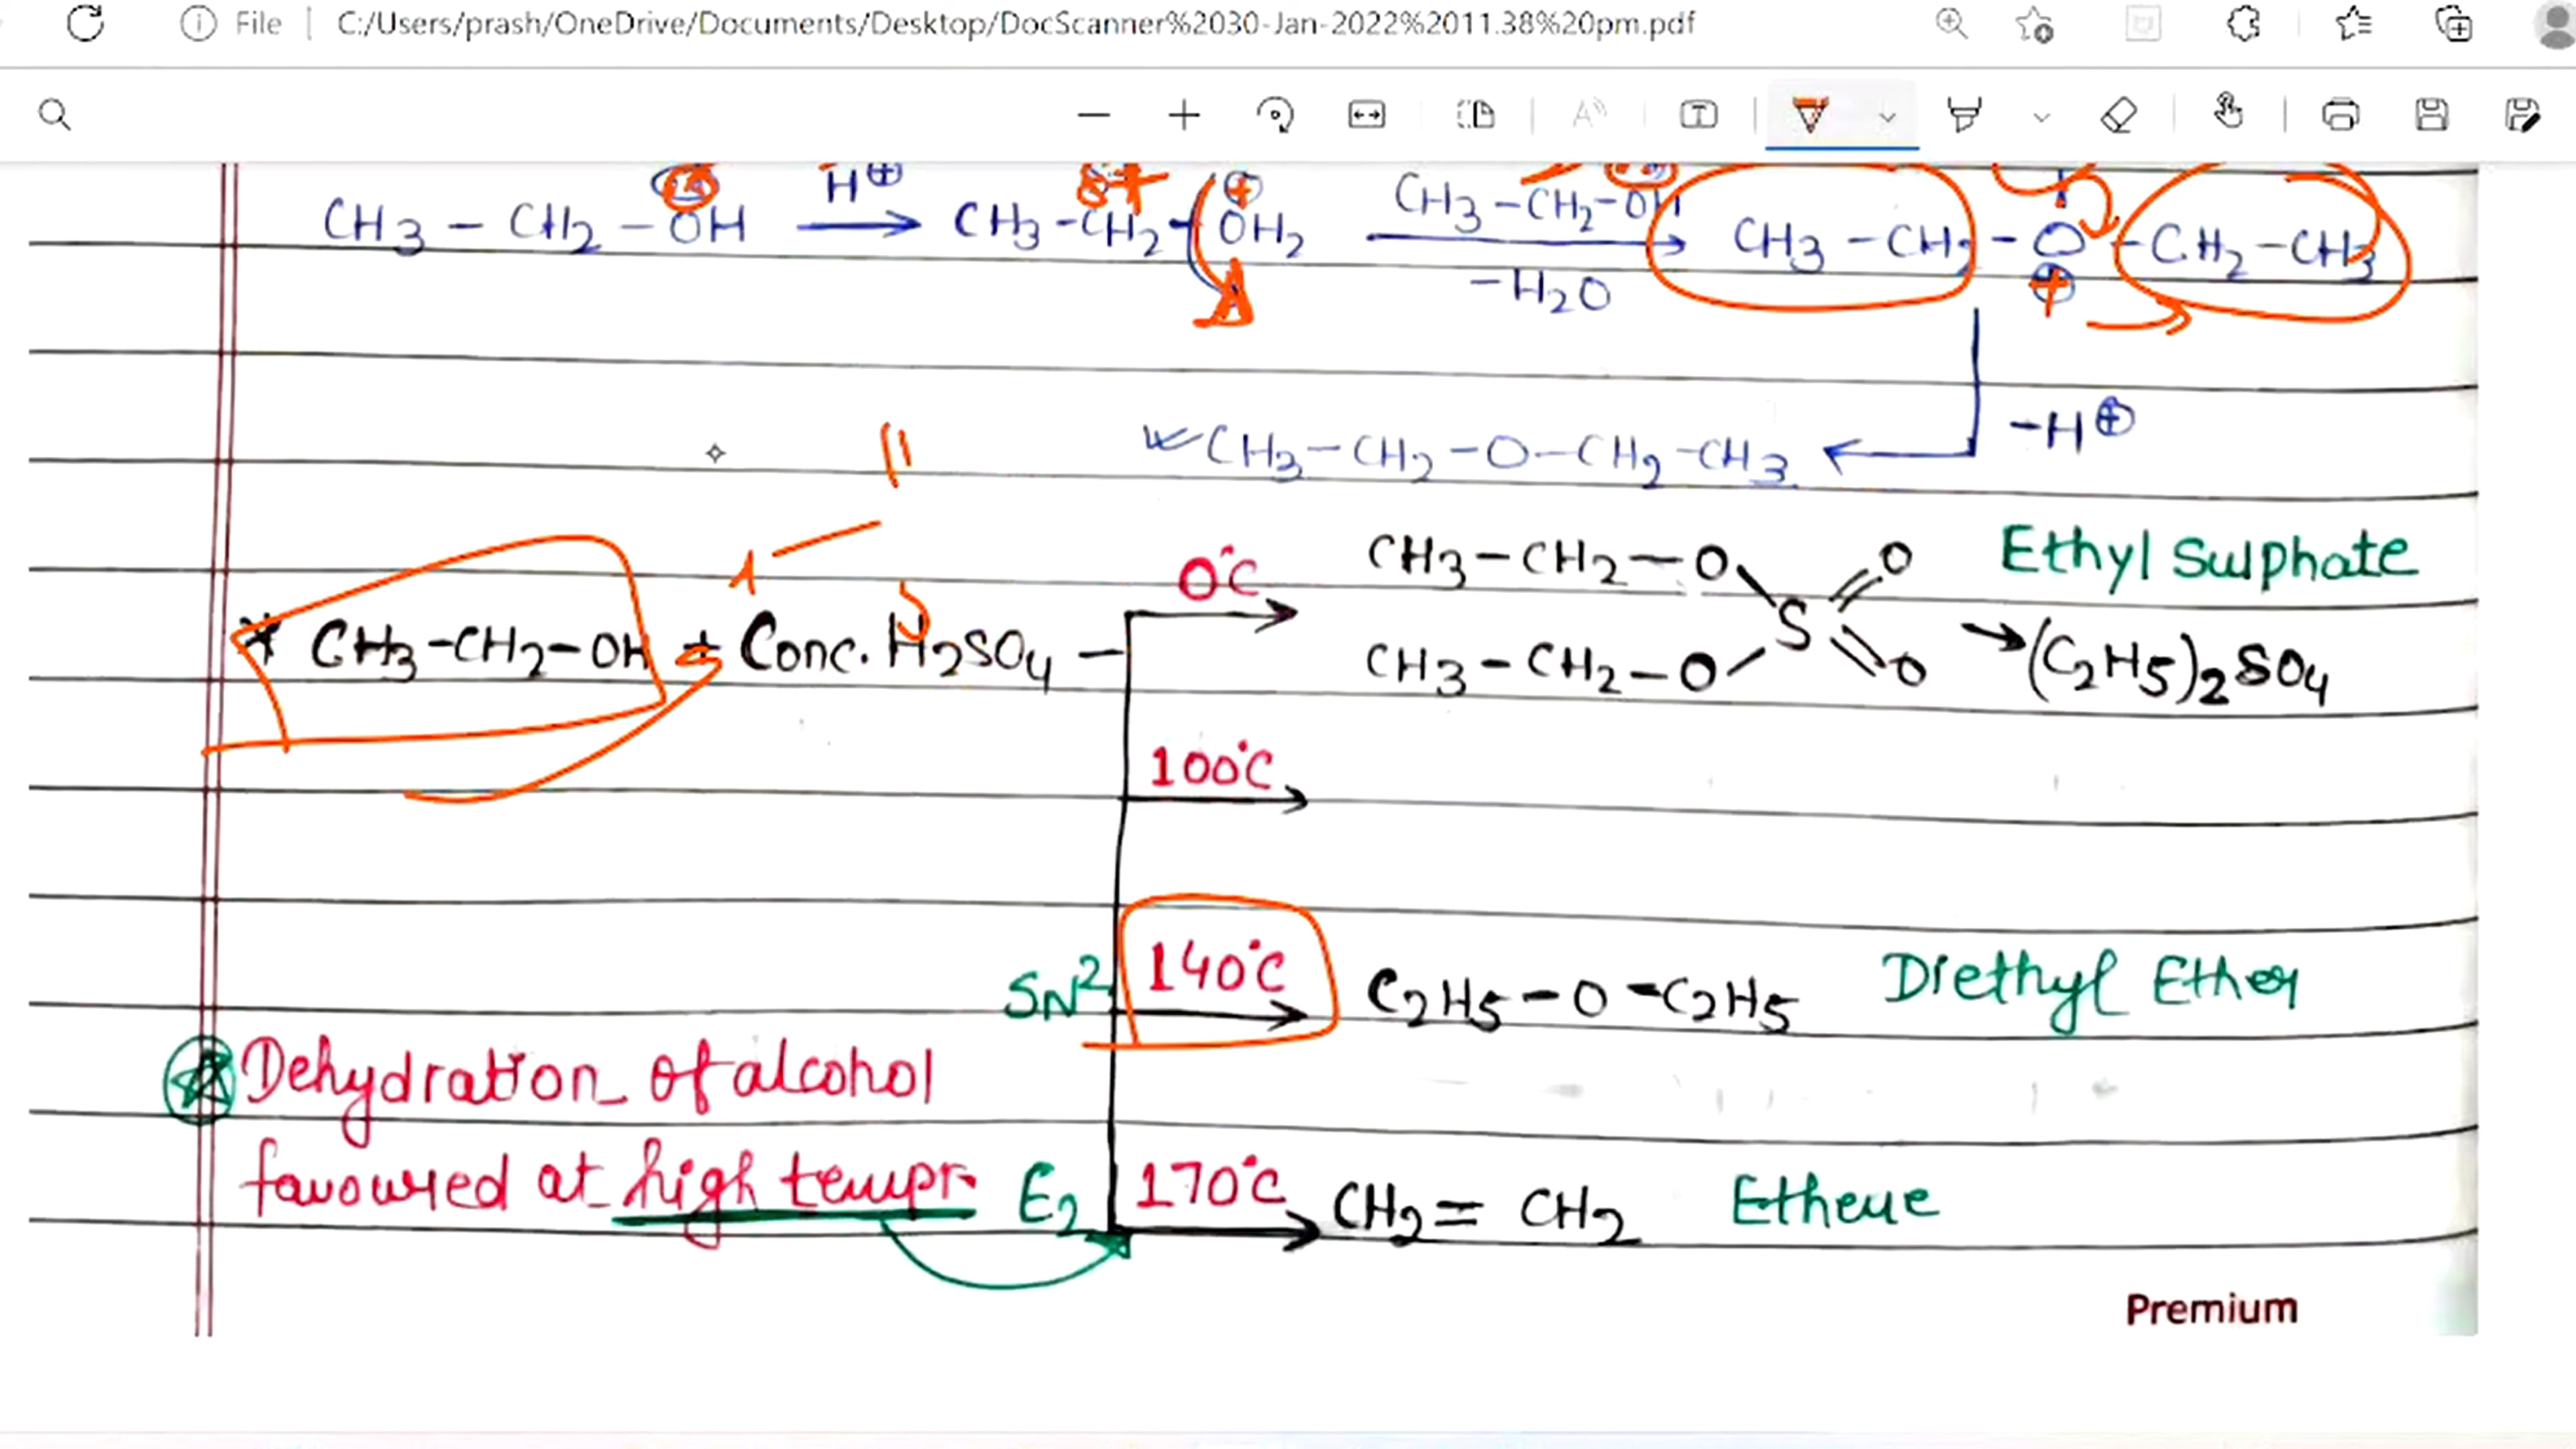 File | C:/Users/prash/OneDrive/Documents/Desktop/DocScanner%2030-Jan-2022%2011.38%20pm.pdf
CH3 – CH2 – OH H⊕ → CH3 – CH2 – OH2 ⊕ CH3 – CH2 – OH → –H2O CH3 – CH2 – O – CH2 – CH3 ⊕
–H⊕
CH3 – CH2 – O – CH2 – CH3 ←
0°C → CH3 – CH2 – O S O Ethyl Sulphate
* CH3 – CH2 – OH + Conc. H2SO4 –
CH3 – CH2 – O O → (C2H5)2SO4
100°C →
SN2 140°C → C2H5 – O – C2H5 Diethyl Ether
Dehydration of alcohol
favoured at high tempr. E2 170°C → CH2 = CH2 Ethene
Premium